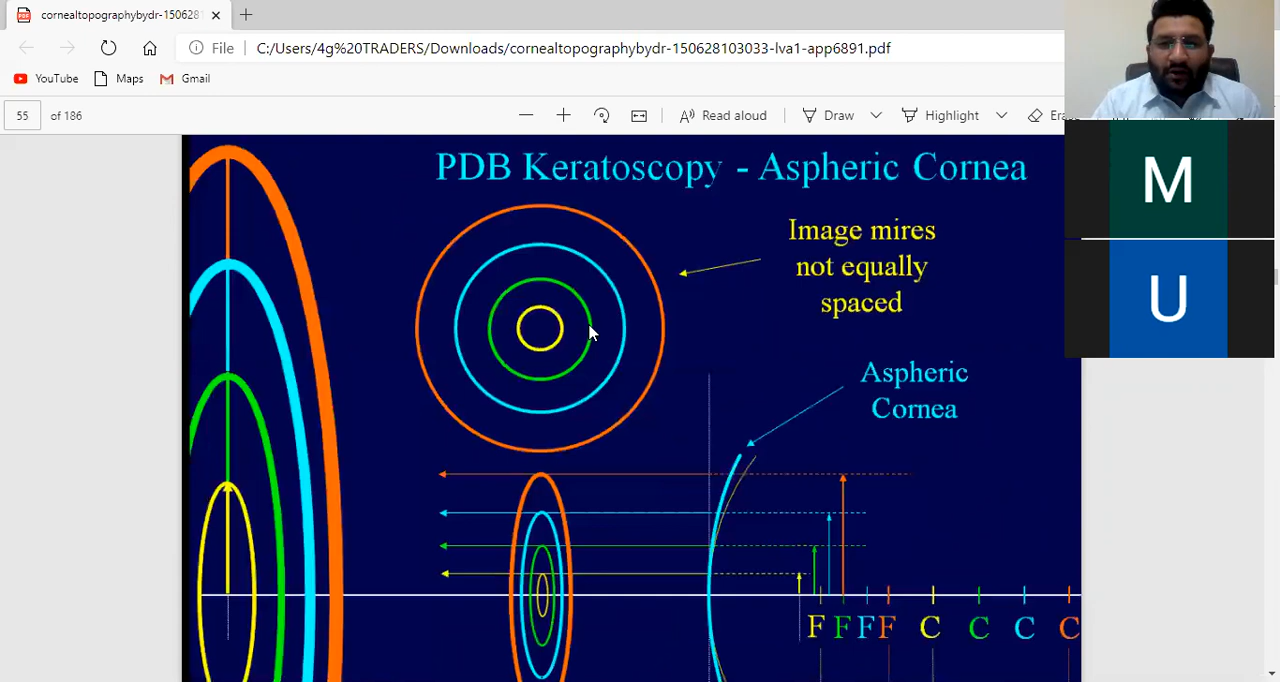 cornealtopographybydr-1506281
File
C:/Users/4g%20TRADERS/Downloads/cornealtopographybydr-150628103033-lva1-app6891.pdf
YouTube
Maps
Gmail
55
of 186
Read aloud
Draw
Highlight
PDB Keratoscopy - Aspheric Cornea
Image mires
not equally
spaced
Aspheric
Cornea
F F F F C C C C
M
U